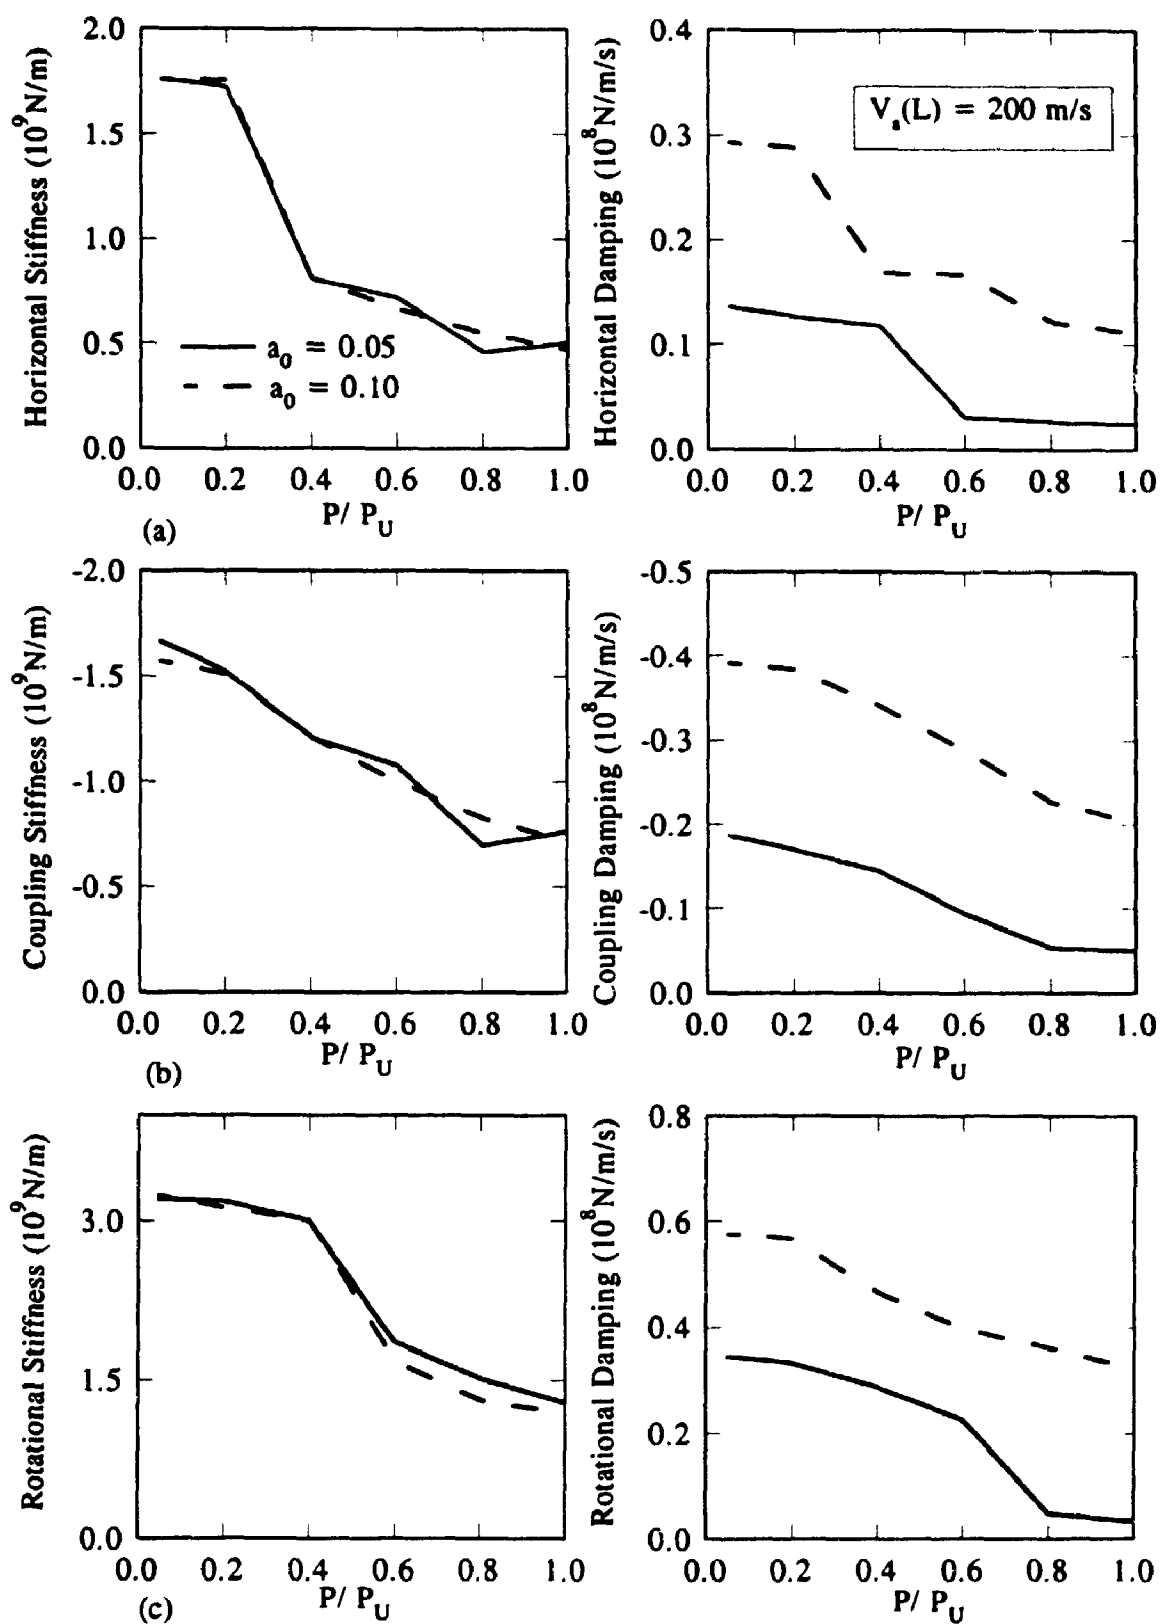 Horizontal Stiffness (10⁹N/m)
2.0
1.5
1.0
0.5
0.0
a₀ = 0.05
a₀ = 0.10
0.0 0.2 0.4 0.6 0.8 1.0
P/ P_U
(a)
Horizontal Damping (10⁸N/m/s)
0.4
0.3
0.2
0.1
0.0
V_s(L) = 200 m/s
0.0 0.2 0.4 0.6 0.8 1.0
P/ P_U
Coupling Stiffness (10⁹N/m)
-2.0
-1.5
-1.0
-0.5
0.0
0.0 0.2 0.4 0.6 0.8 1.0
P/ P_U
(b)
Coupling Damping (10⁸N/m/s)
-0.5
-0.4
-0.3
-0.2
-0.1
0.0
0.0 0.2 0.4 0.6 0.8 1.0
P/ P_U
Rotational Stiffness (10⁹N/m)
3.0
1.5
0.0
0.0 0.2 0.4 0.6 0.8 1.0
P/ P_U
(c)
Rotational Damping (10⁸N/m/s)
0.8
0.6
0.4
0.2
0.0
0.0 0.2 0.4 0.6 0.8 1.0
P/ P_U